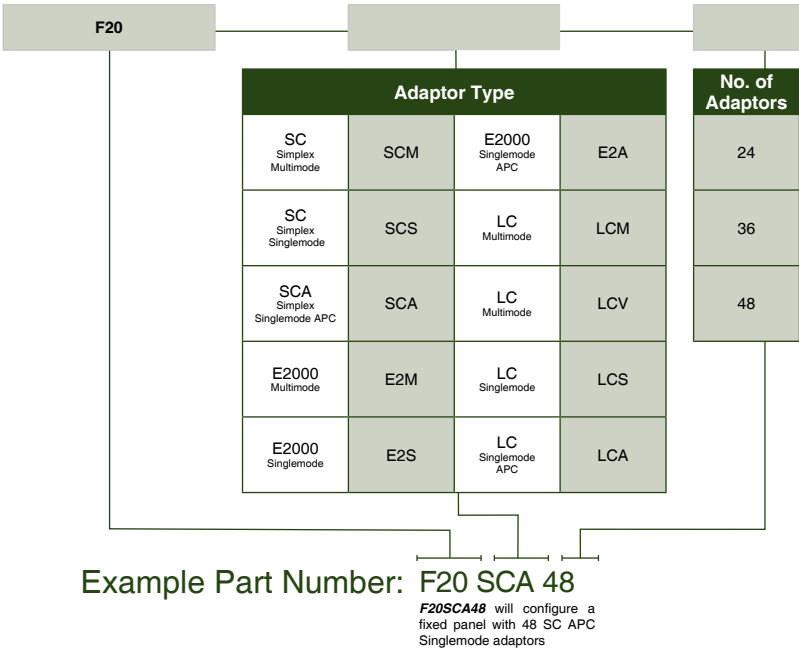 F20
Adaptor Type
No. of
Adaptors
SC
Simplex
Multimode
SCM
E2000
Singlemode
APC
E2A
24
SC
Simplex
Singlemode
SCS
LC
Multimode
LCM
36
SCA
Simplex
Singlemode APC
SCA
LC
Multimode
LCV
48
E2000
Multimode
E2M
LC
Singlemode
LCS
E2000
Singlemode
E2S
LC
Singlemode
APC
LCA
Example Part Number: F20 SCA 48
F20SCA48 will configure a
fixed panel with 48 SC APC
Singlemode adaptors